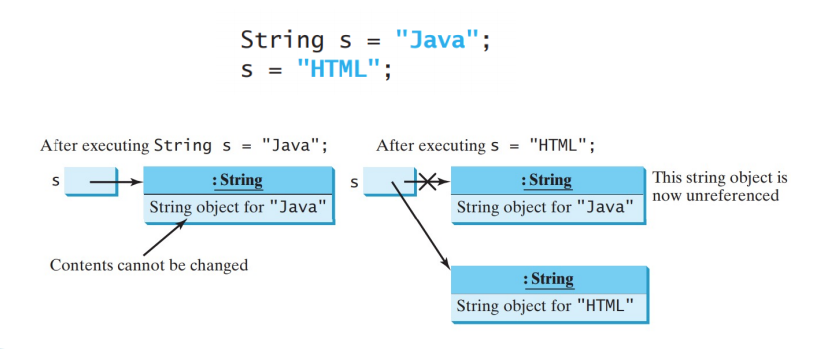 String s = "Java";
s = "HTML";
After executing String s = "Java";
s
: String
String object for "Java"
Contents cannot be changed
After executing s = "HTML";
s
: String
String object for "Java"
This string object is
now unreferenced
: String
String object for "HTML"